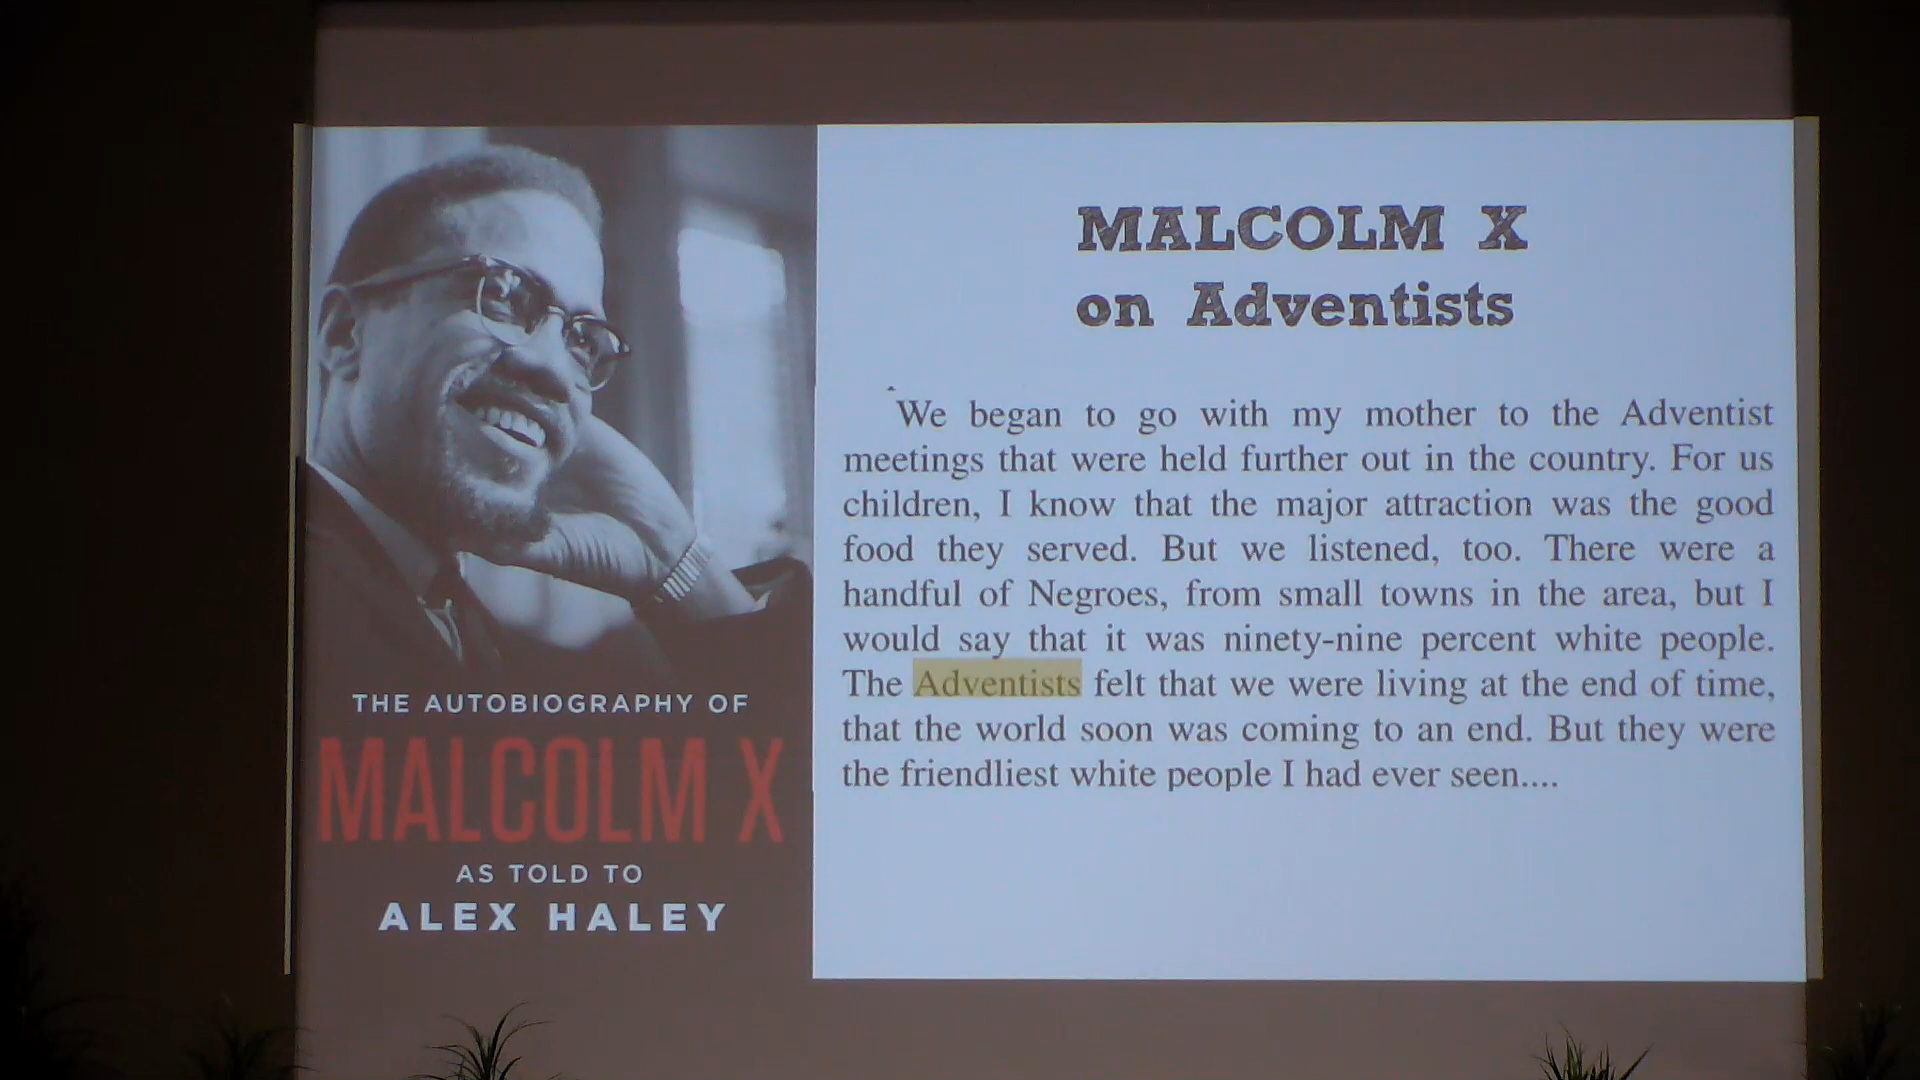 THE AUTOBIOGRAPHY OF
MALCOLM X
AS TOLD TO
ALEX HALEY
MALCOLM X
on Adventists
We began to go with my mother to the Adventist
meetings that were held further out in the country. For us
children, I know that the major attraction was the good
food they served. But we listened, too. There were a
handful of Negroes, from small towns in the area, but I
would say that it was ninety-nine percent white people.
The Adventists felt that we were living at the end of time,
that the world soon was coming to an end. But they were
the friendliest white people I had ever seen....